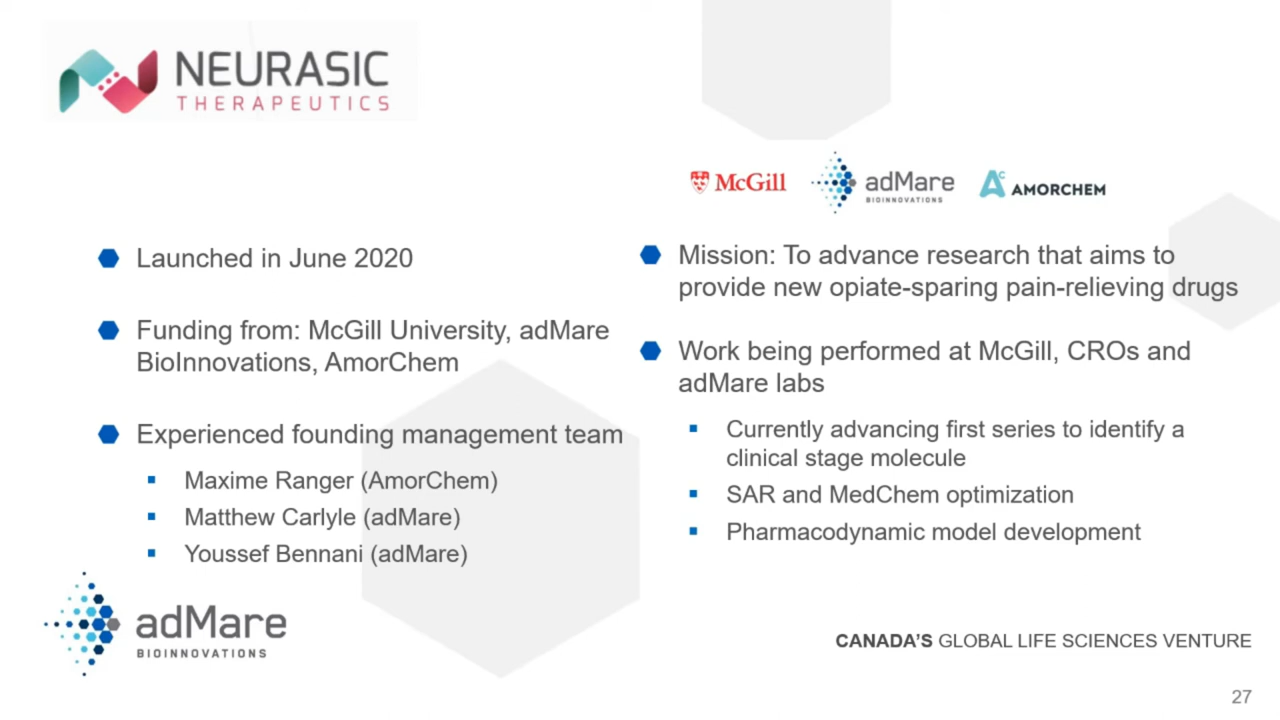 NEURASIC
THERAPEUTICS
McGill
adMare
BIOINNOVATIONS
AC AMORCHEM
Launched in June 2020
Funding from: McGill University, adMare
BioInnovations, AmorChem
Experienced founding management team
Maxime Ranger (AmorChem)
Matthew Carlyle (adMare)
Youssef Bennani (adMare)
Mission: To advance research that aims to
provide new opiate-sparing pain-relieving drugs
Work being performed at McGill, CROs and
adMare labs
Currently advancing first series to identify a
clinical stage molecule
SAR and MedChem optimization
Pharmacodynamic model development
adMare
BIOINNOVATIONS
CANADA'S GLOBAL LIFE SCIENCES VENTURE
27